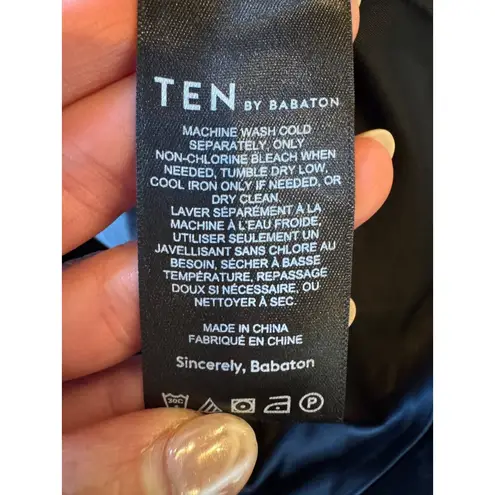 TEN BY BABATON
MACHINE WASH COLD
SEPARATELY, ONLY
NON-CHLORINE BLEACH WHEN
NEEDED, TUMBLE DRY LOW,
COOL IRON ONLY IF NEEDED, OR
DRY CLEAN.
LAVER SÉPARÉMENT À LA
MACHINE À L'EAU FROIDE,
UTILISER SEULEMENT UN
JAVELLISANT SANS CHLORE AU
BESOIN, SÉCHER À BASSE
TEMPÉRATURE, REPASSAGE
DOUX SI NÉCESSAIRE, OU
NETTOYER À SEC.
MADE IN CHINA
FABRIQUÉ EN CHINE
Sincerely, Babaton
30C P